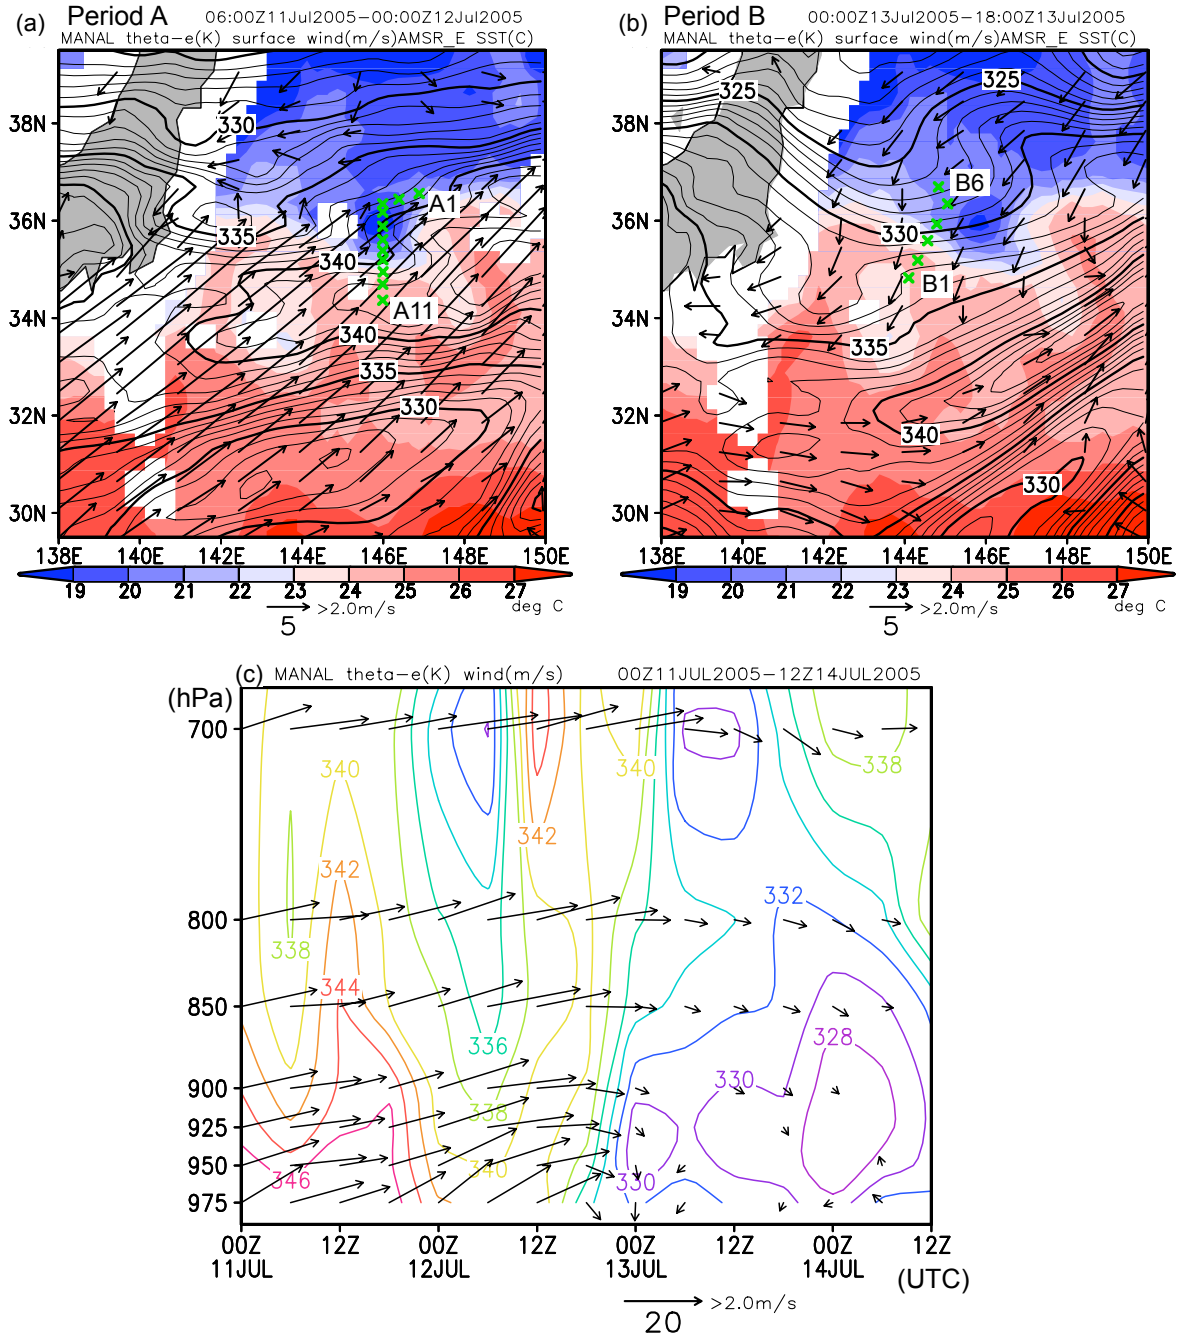 (a) Period A 06:00Z11Jul2005−00:00Z12Jul2005
MANAL theta−e(K) surface wind(m/s)AMSR_E SST(C)
38N
36N
34N
32N
30N
330
335
340
340
335
330
A1
A11
138E 140E 142E 144E 146E 148E 150E
19 20 21 22 23 24 25 26 27
deg C
>2.0m/s
5
(b) Period B 00:00Z13Jul2005−18:00Z13Jul2005
MANAL theta−e(K) surface wind(m/s)AMSR_E SST(C)
38N
36N
34N
32N
30N
325
325
B6
330
B1
335
340
330
138E 140E 142E 144E 146E 148E 150E
19 20 21 22 23 24 25 26 27
deg C
>2.0m/s
5
(c) MANAL theta−e(K) wind(m/s) 00Z11JUL2005−12Z14JUL2005
(hPa)
700
800
850
900
925
950
975
340
340
338
342
342
332
338
344
336
328
330
338
340
346
330
00Z 12Z 00Z 12Z 00Z 12Z 00Z 12Z
11JUL 12JUL 13JUL 14JUL
(UTC)
>2.0m/s
20